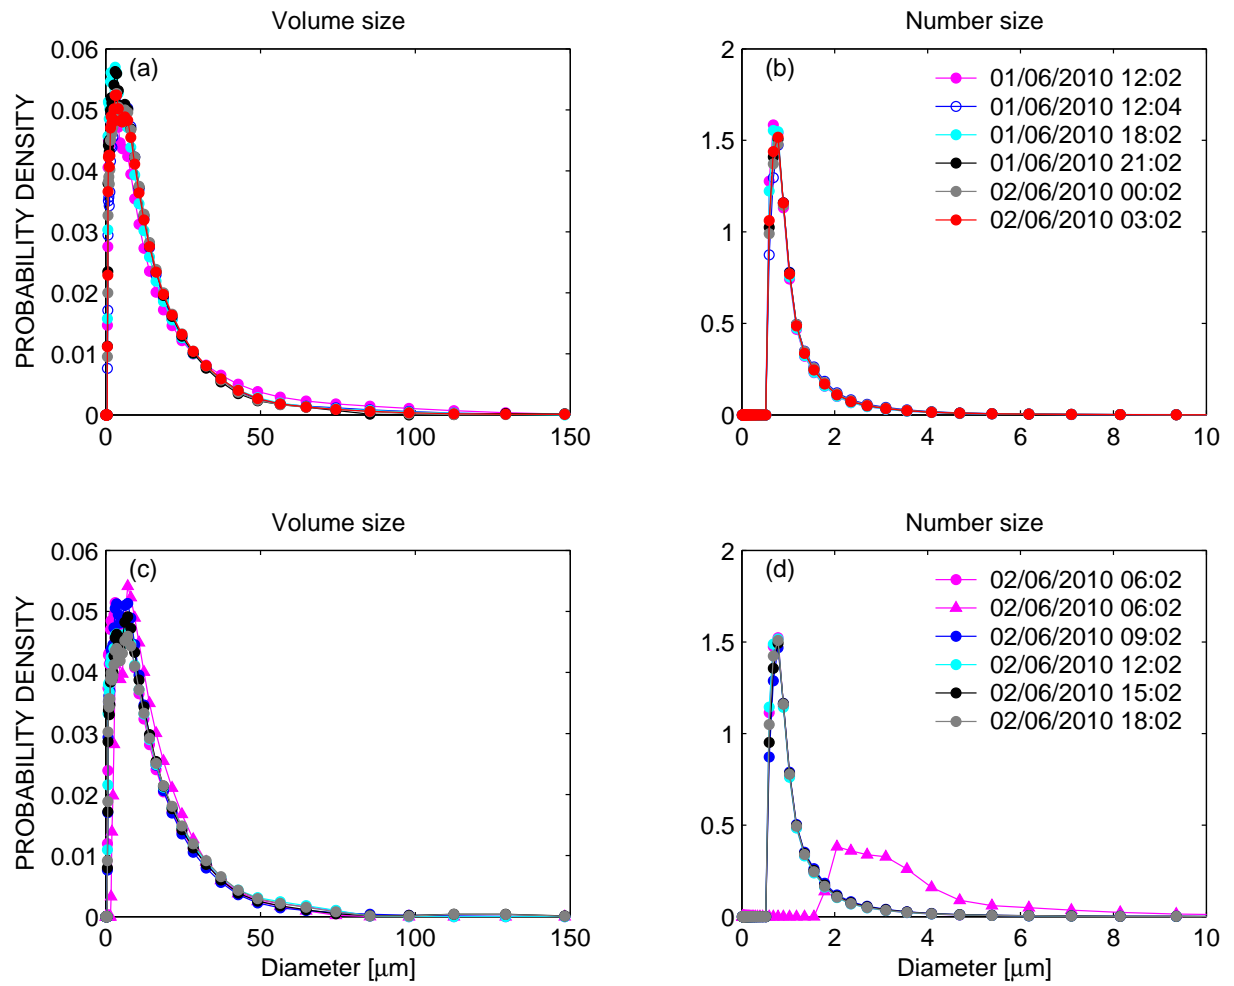 Volume size
Number size
PROBABILITY DENSITY
(a)
0.06
0.05
0.04
0.03
0.02
0.01
0
0 50 100 150
(b)
2
1.5
1
0.5
0
0 2 4 6 8 10
01/06/2010 12:02
01/06/2010 12:04
01/06/2010 18:02
01/06/2010 21:02
02/06/2010 00:02
02/06/2010 03:02
Volume size
Number size
PROBABILITY DENSITY
(c)
0.06
0.05
0.04
0.03
0.02
0.01
0
0 50 100 150
Diameter [μm]
(d)
2
1.5
1
0.5
0
0 2 4 6 8 10
Diameter [μm]
02/06/2010 06:02
02/06/2010 06:02
02/06/2010 09:02
02/06/2010 12:02
02/06/2010 15:02
02/06/2010 18:02